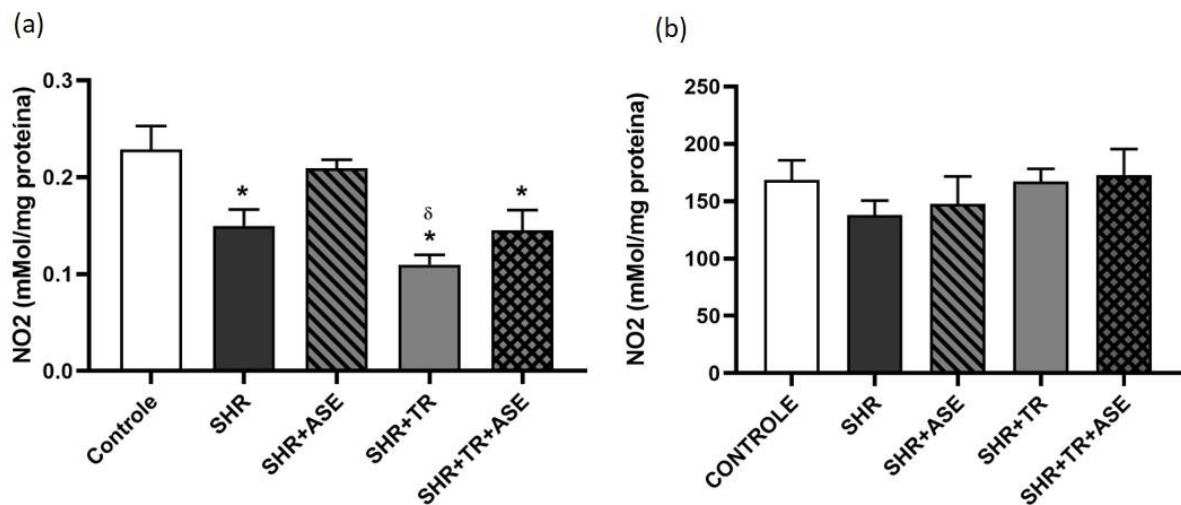 (a)
NO2 (mMol/mg proteína)
0.3
0.2
0.1
0.0
*
δ
*
*
Controle
SHR
SHR+ASE
SHR+TR
SHR+TR+ASE
(b)
NO2 (mMol/mg proteína)
250
200
150
100
50
0
CONTROLE
SHR
SHR+ASE
SHR+TR
SHR+TR+ASE